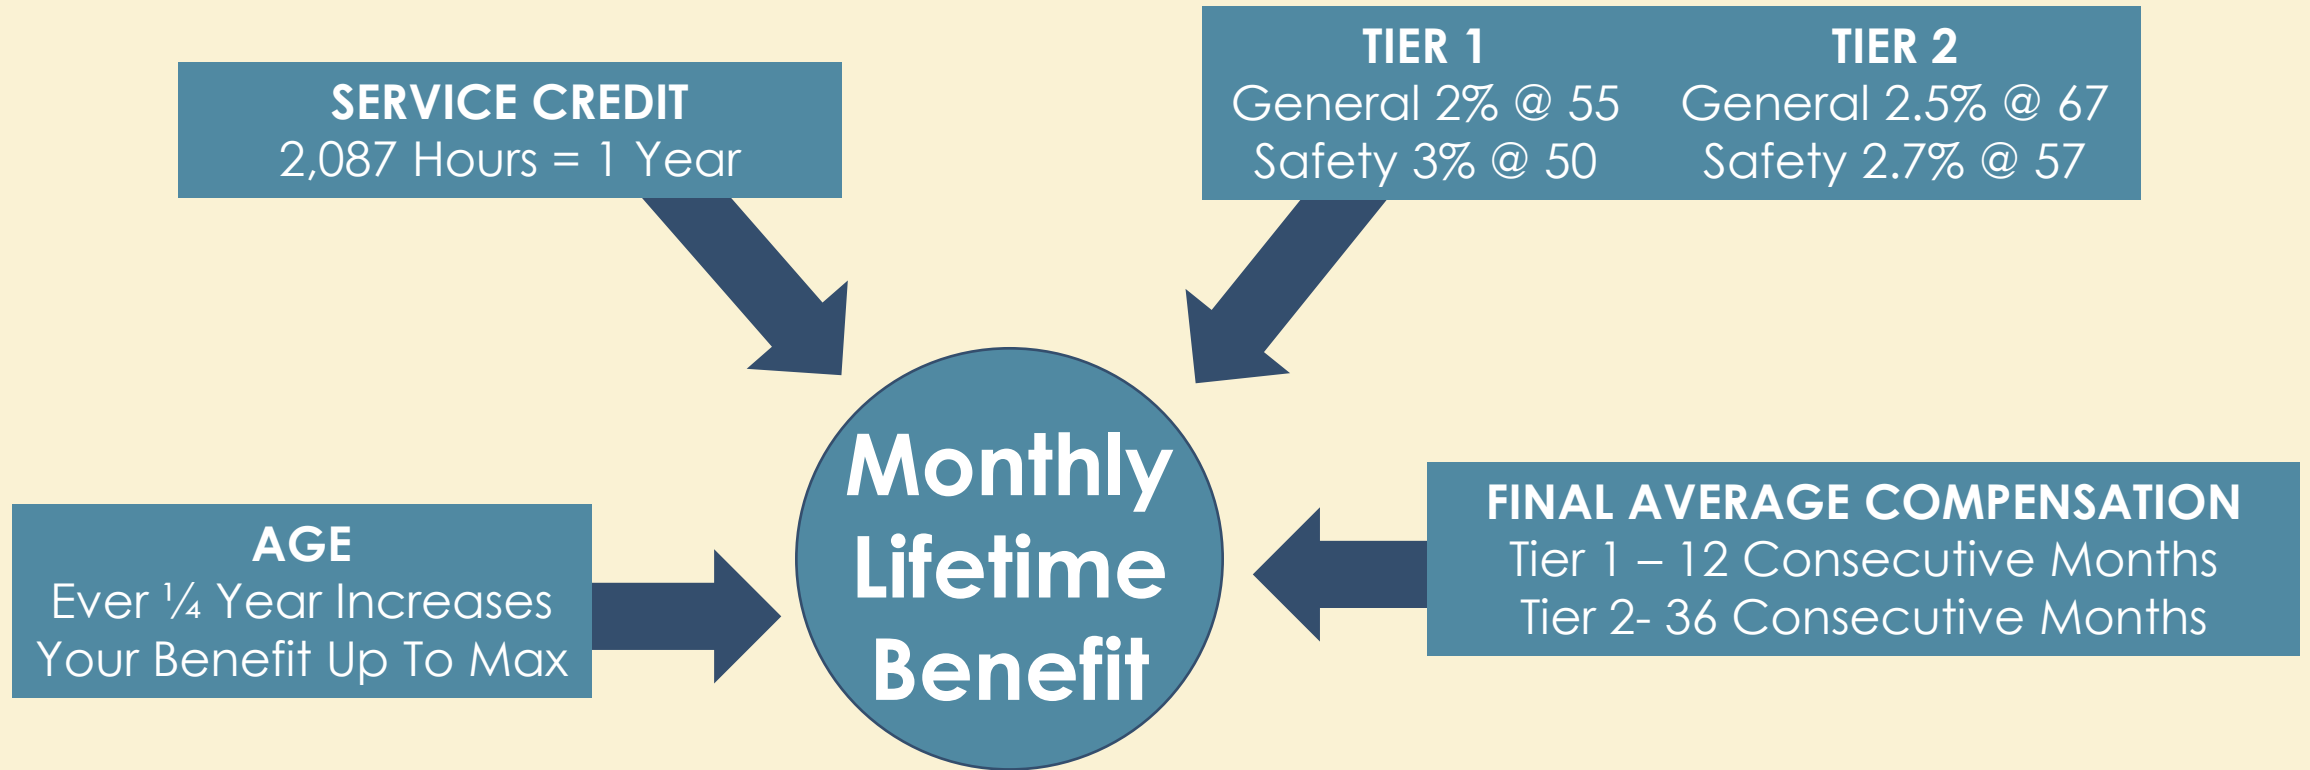 SERVICE CREDIT
2,087 Hours = 1 Year
TIER 1
General 2% @ 55
Safety 3% @ 50
TIER 2
General 2.5% @ 67
Safety 2.7% @ 57
AGE
Ever ¼ Year Increases
Your Benefit Up To Max
Monthly
Lifetime
Benefit
FINAL AVERAGE COMPENSATION
Tier 1 – 12 Consecutive Months
Tier 2- 36 Consecutive Months